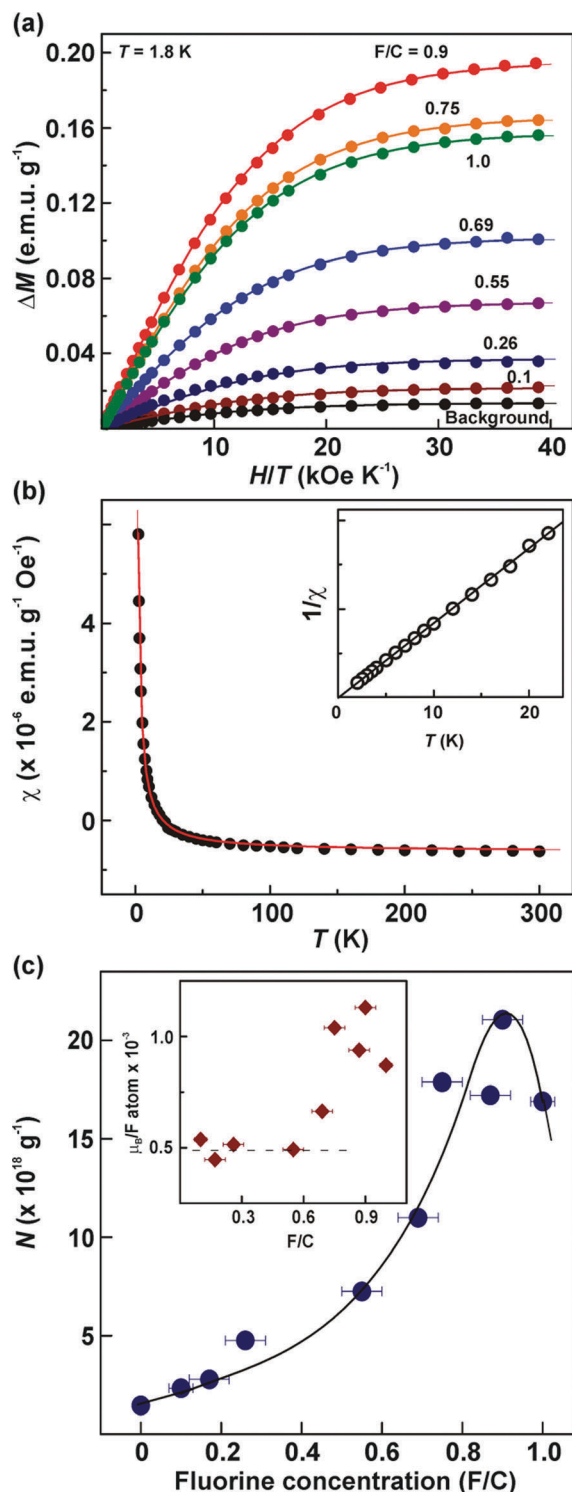 (a)
T = 1.8 K
F/C = 0.9
0.75
1.0
0.69
0.55
0.26
0.1
Background
0.20
0.16
0.12
0.08
0.04
ΔM (e.m.u. g⁻¹)
10
20
30
40
H/T (kOe K⁻¹)
(b)
4
2
0
χ (x 10⁻⁶ e.m.u. g⁻¹ Oe⁻¹)
1/χ
0
10
20
T (K)
0
100
200
300
T (K)
(c)
20
15
10
5
N (x 10¹⁸ g⁻¹)
1.0
0.5
μB/F atom x 10⁻³
0.3
0.6
0.9
F/C
0
0.2
0.4
0.6
0.8
1.0
Fluorine concentration (F/C)